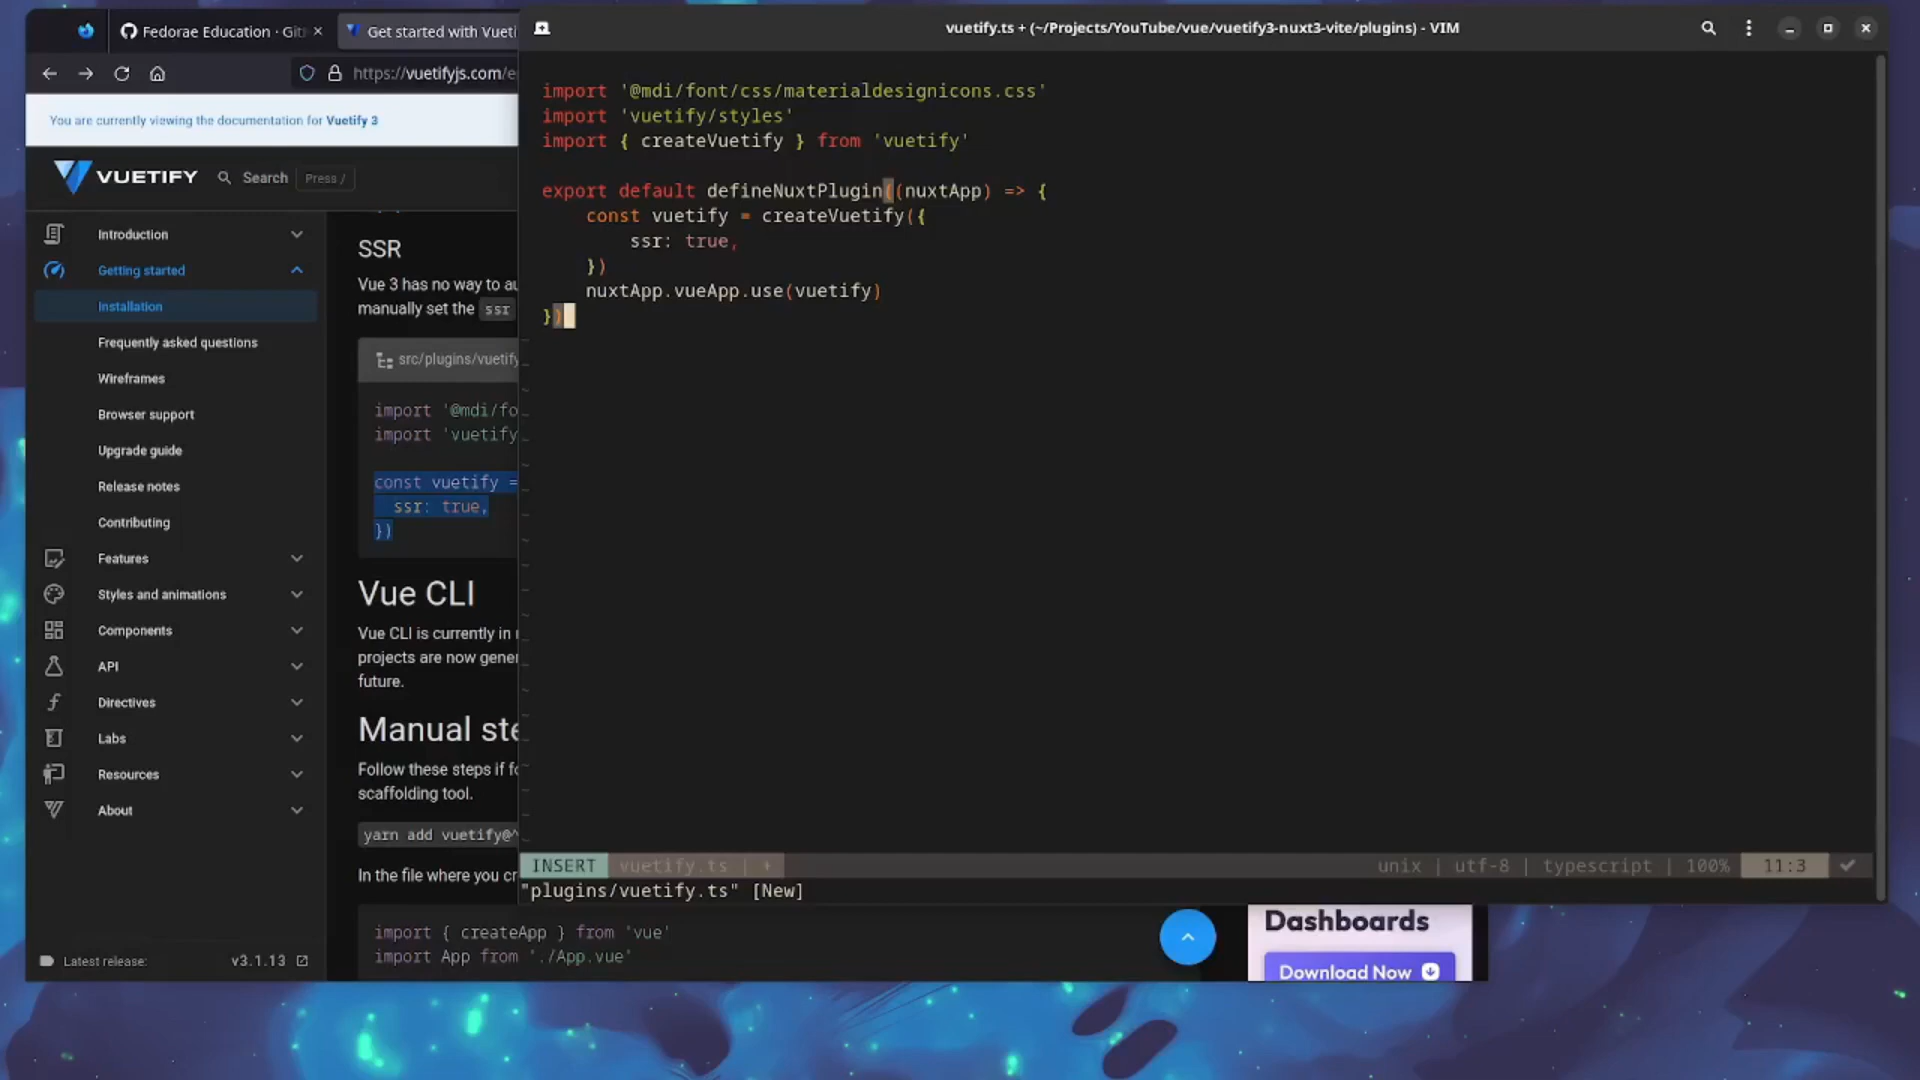 Fedorae Education · Git
Get started with Vueti
vuetify.ts + (~/Projects/YouTube/vue/vuetify3-nuxt3-vite/plugins) - VIM
https://vuetifyjs.com/e
You are currently viewing the documentation for Vuetify 3
VUETIFY
Search
Press /
Introduction
Getting started
Installation
Frequently asked questions
Wireframes
Browser support
Upgrade guide
Release notes
Contributing
Features
Styles and animations
Components
API
Directives
Labs
Resources
About
Latest release: v3.1.13
SSR
Vue 3 has no way to au
manually set the ssr
src/plugins/vuetify
import '@mdi/fo
import 'vuetify
const vuetify =
ssr: true,
})
Vue CLI
Vue CLI is currently in
projects are now gener
future.
Manual ste
Follow these steps if fo
scaffolding tool.
yarn add vuetify@^
In the file where you cr
import { createApp } from 'vue'
import App from './App.vue'
import '@mdi/font/css/materialdesignicons.css'
import 'vuetify/styles'
import { createVuetify } from 'vuetify'
export default defineNuxtPlugin((nuxtApp) => {
const vuetify = createVuetify({
ssr: true,
})
nuxtApp.vueApp.use(vuetify)
})
INSERT vuetify.ts | + unix | utf-8 | typescript | 100% 11:3
"plugins/vuetify.ts" [New]
Dashboards
Download Now